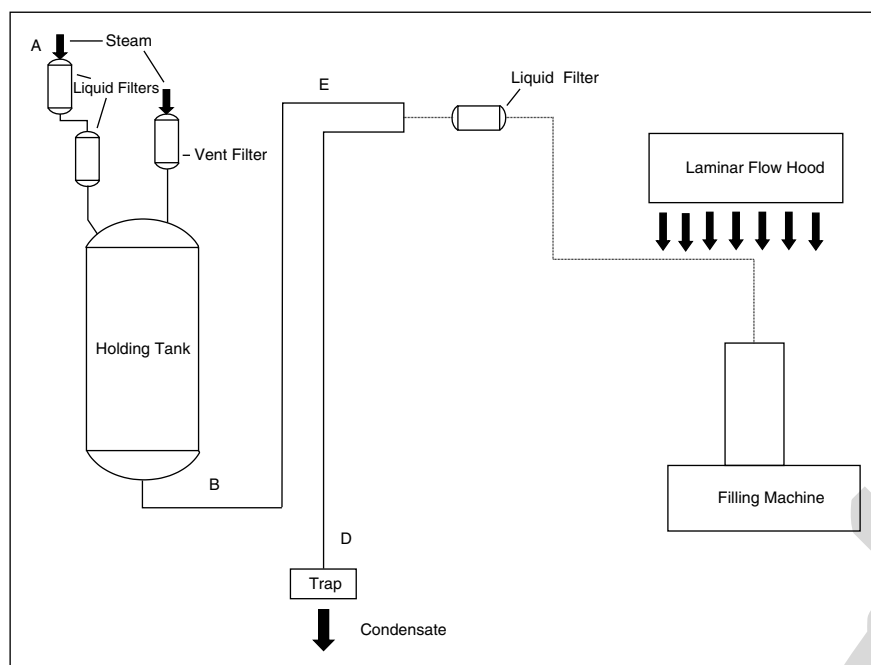 A
Steam
Liquid Filters
Vent Filter
E
Liquid Filter
Laminar Flow Hood
Holding Tank
B
Filling Machine
D
Trap
Condensate